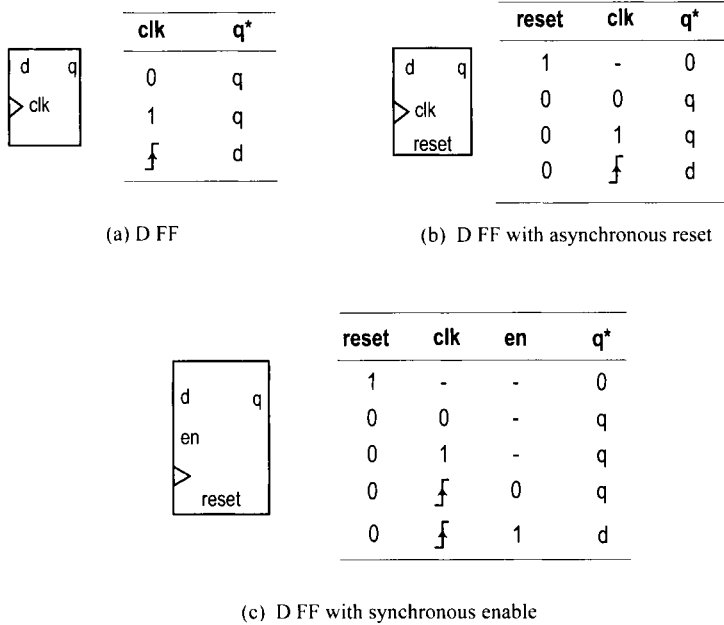 clk q*
d q
clk
0 q
1 q
d
(a) D FF
reset clk q*
d q
clk
reset
1 - 0
0 0 q
0 1 q
0 d
(b) D FF with asynchronous reset
reset clk en q*
d q
en
reset
1 - - 0
0 0 - q
0 1 - q
0 0 q
0 1 d
(c) D FF with synchronous enable